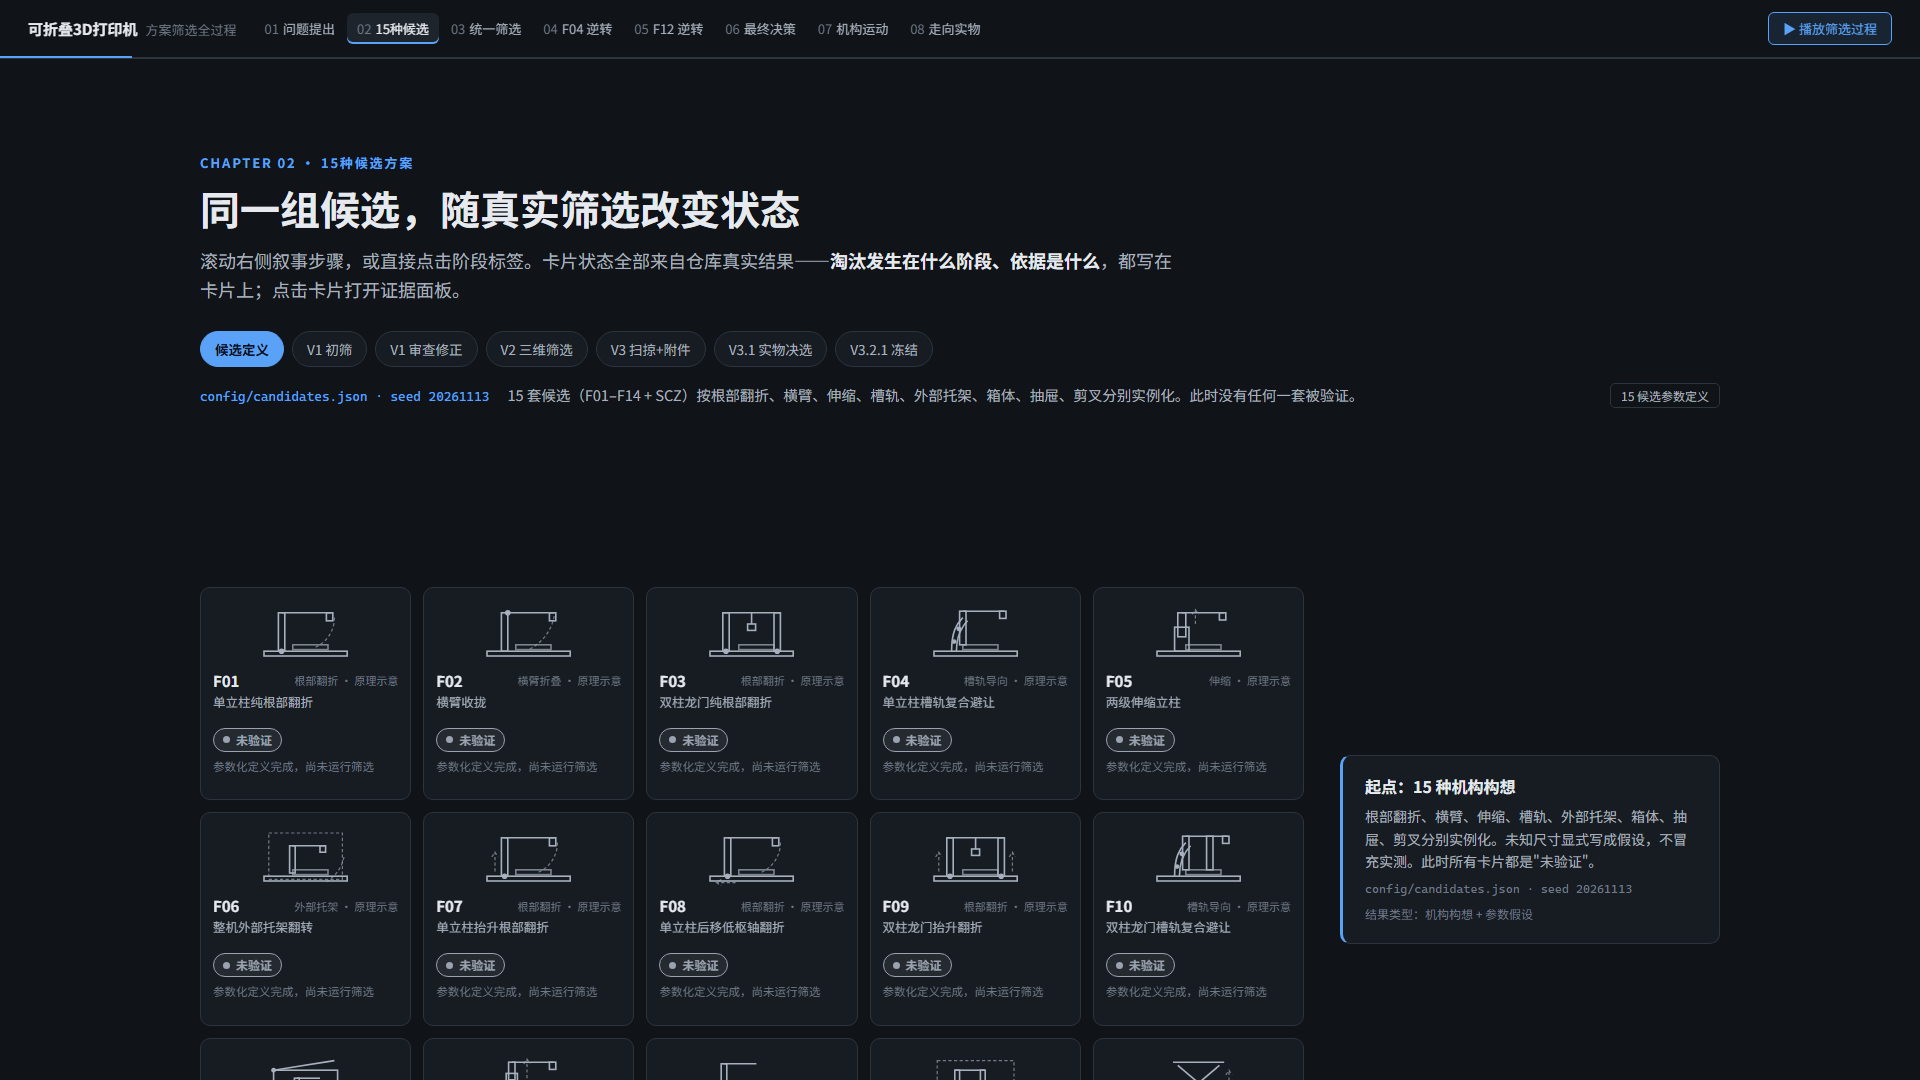 可折叠3D打印机 方案筛选全过程 01 问题提出 02 15种候选 03 统一筛选 04 F04 逆转 05 F12 逆转 06 最终决策 07 机构运动 08 走向实物 ▶ 播放筛选过程
CHAPTER 02 · 15种候选方案
同一组候选，随真实筛选改变状态
滚动右侧叙事步骤，或直接点击阶段标签。卡片状态全部来自仓库真实结果——淘汰发生在什么阶段、依据是什么，都写在
卡片上；点击卡片打开证据面板。
候选定义 V1 初筛 V1 审查修正 V2 三维筛选 V3 扫掠+附件 V3.1 实物决选 V3.2.1 冻结
config/candidates.json · seed 20261113 15 套候选（F01–F14 + SCZ）按根部翻折、横臂、伸缩、槽轨、外部托架、箱体、抽屉、剪叉分别实例化。此时没有任何一套被验证。 15 候选参数定义
F01 根部翻折 · 原理示意
单立柱纯根部翻折
未验证
参数化定义完成，尚未运行筛选
F02 横臂折叠 · 原理示意
横臂收拢
未验证
参数化定义完成，尚未运行筛选
F03 根部翻折 · 原理示意
双柱龙门纯根部翻折
未验证
参数化定义完成，尚未运行筛选
F04 槽轨导向 · 原理示意
单立柱槽轨复合避让
未验证
参数化定义完成，尚未运行筛选
F05 伸缩 · 原理示意
两级伸缩立柱
未验证
参数化定义完成，尚未运行筛选
F06 外部托架 · 原理示意
整机外部托架翻转
未验证
参数化定义完成，尚未运行筛选
F07 根部翻折 · 原理示意
单立柱抬升根部翻折
未验证
参数化定义完成，尚未运行筛选
F08 根部翻折 · 原理示意
单立柱后移低枢轴翻折
未验证
参数化定义完成，尚未运行筛选
F09 根部翻折 · 原理示意
双柱龙门抬升翻折
未验证
参数化定义完成，尚未运行筛选
F10 槽轨导向 · 原理示意
双柱龙门槽轨复合避让
未验证
参数化定义完成，尚未运行筛选
起点：15 种机构构想
根部翻折、横臂、伸缩、槽轨、外部托架、箱体、抽
屉、剪叉分别实例化。未知尺寸显式写成假设，不冒
充实测。此时所有卡片都是"未验证"。
config/candidates.json · seed 20261113
结果类型：机构构想 + 参数假设